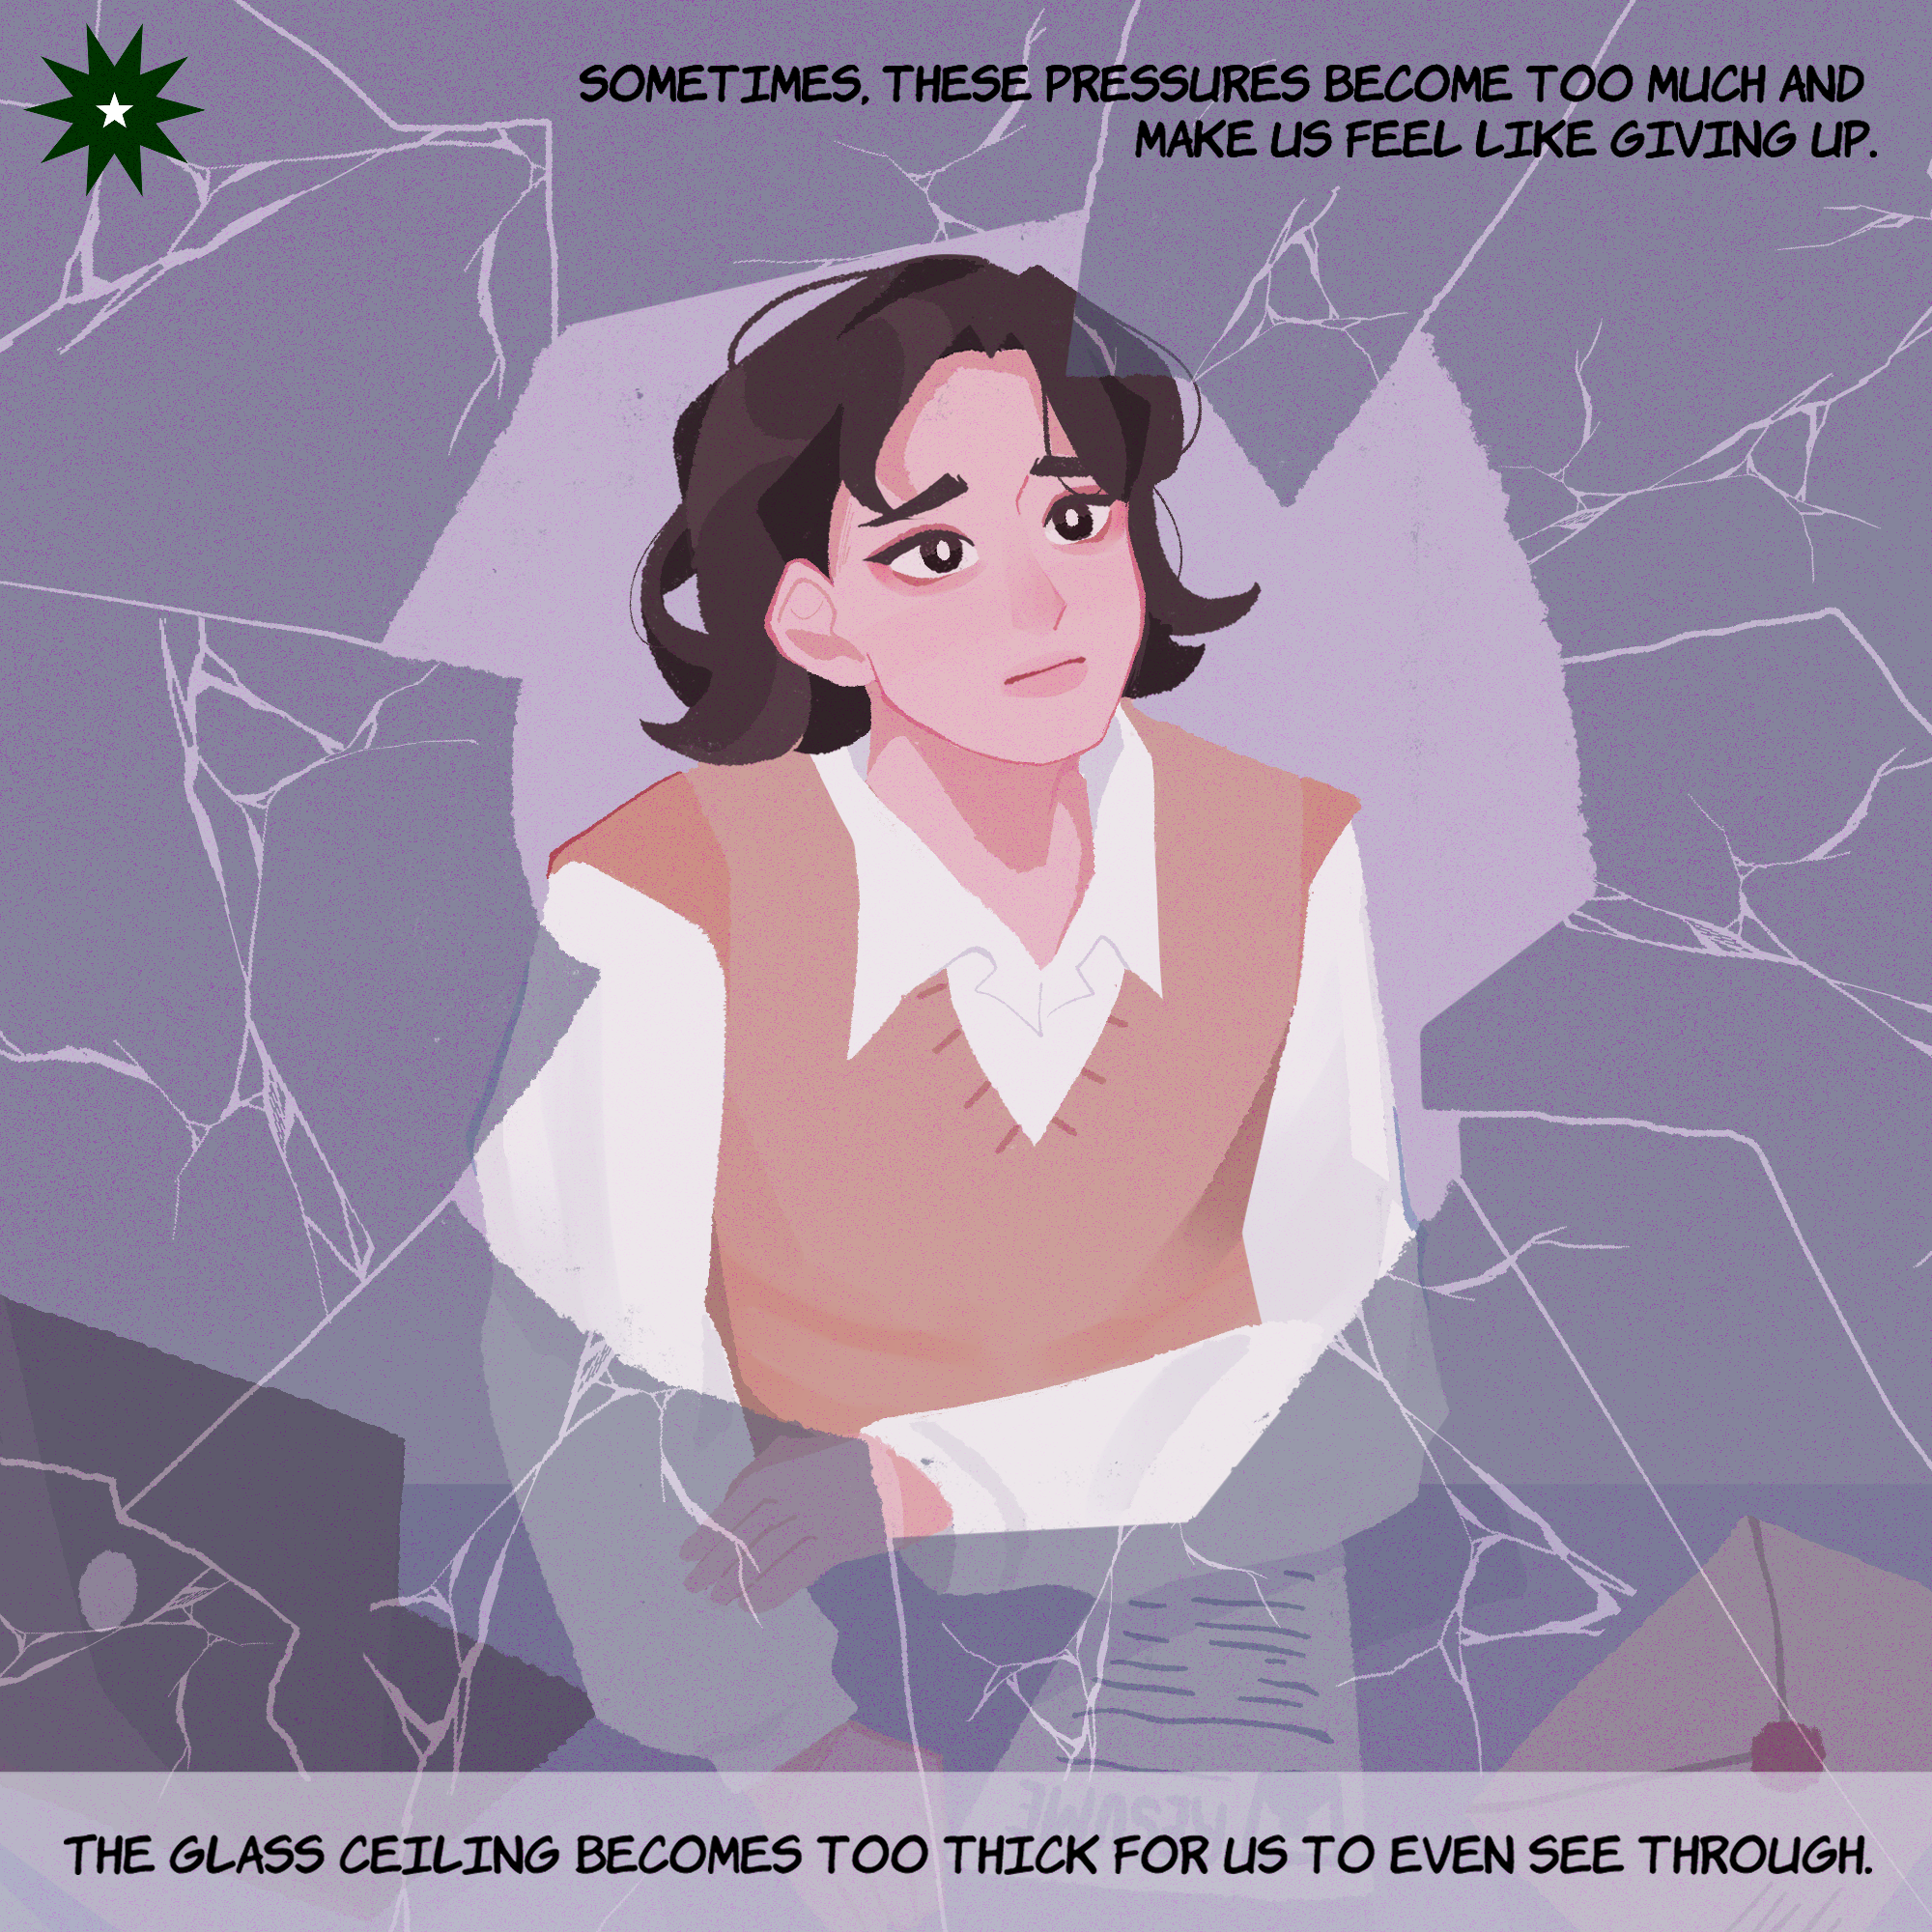 SOMETIMES, THESE PRESSURES BECOME TOO MUCH AND
MAKE US FEEL LIKE GIVING UP.
RESUME
THE GLASS CEILING BECOMES TOO THICK FOR US TO EVEN SEE THROUGH.